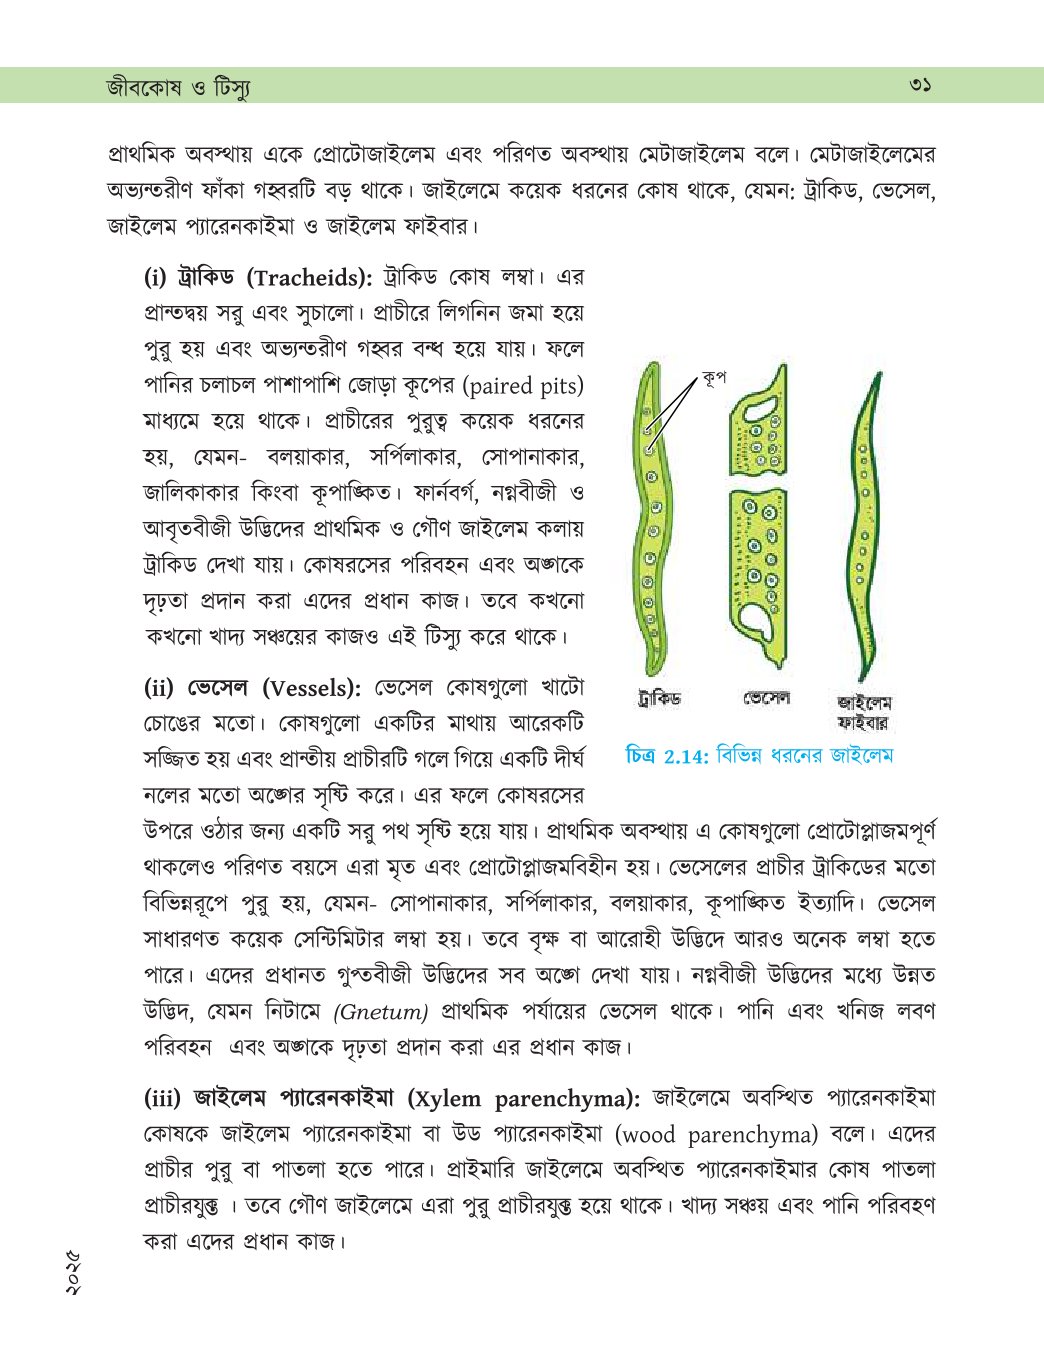 জীবকোষ ও টিস্যু ৩১
প্রাথমিক অবস্থায় একে প্রোটোজাইলেম এবং পরিণত অবস্থায় মেটাজাইলেম বলে। মেটাজাইলেমের
অভ্যন্তরীণ ফাঁকা গহ্বরটি বড় থাকে। জাইলেমে কয়েক ধরনের কোষ থাকে, যেমন: ট্রাকিড, ভেসেল,
জাইলেম প্যারেনকাইমা ও জাইলেম ফাইবার।
(i) ট্রাকিড (Tracheids): ট্রাকিড কোষ লম্বা। এর
প্রান্তদ্বয় সরু এবং সুচালো। প্রাচীরে লিগনিন জমা হয়ে
পুরু হয় এবং অভ্যন্তরীণ গহ্বর বন্ধ হয়ে যায়। ফলে
পানির চলাচল পাশাপাশি জোড়া কূপের (paired pits)
মাধ্যমে হয়ে থাকে। প্রাচীরের পুরুত্ব কয়েক ধরনের
হয়, যেমন- বলয়াকার, সর্পিলাকার, সোপানাকার,
জালিকাকার কিংবা কূপাঙ্কিত। ফার্নবর্গ, নগ্নবীজী ও
আবৃতবীজী উদ্ভিদের প্রাথমিক ও গৌণ জাইলেম কলায়
ট্রাকিড দেখা যায়। কোষরসের পরিবহন এবং অঙ্গকে
দৃঢ়তা প্রদান করা এদের প্রধান কাজ। তবে কখনো
কখনো খাদ্য সঞ্চয়ের কাজও এই টিস্যু করে থাকে।
কূপ
ট্রাকিড ভেসেল জাইলেম
ফাইবার
চিত্র 2.14: বিভিন্ন ধরনের জাইলেম
(ii) ভেসেল (Vessels): ভেসেল কোষগুলো খাটো
চোঙের মতো। কোষগুলো একটির মাথায় আরেকটি
সজ্জিত হয় এবং প্রান্তীয় প্রাচীরটি গলে গিয়ে একটি দীর্ঘ
নলের মতো অঙ্গের সৃষ্টি করে। এর ফলে কোষরসের
উপরে ওঠার জন্য একটি সরু পথ সৃষ্টি হয়ে যায়। প্রাথমিক অবস্থায় এ কোষগুলো প্রোটোপ্লাজমপূর্ণ
থাকলেও পরিণত বয়সে এরা মৃত এবং প্রোটোপ্লাজমবিহীন হয়। ভেসেলের প্রাচীর ট্রাকিডের মতো
বিভিন্নরূপে পুরু হয়, যেমন- সোপানাকার, সর্পিলাকার, বলয়াকার, কূপাঙ্কিত ইত্যাদি। ভেসেল
সাধারণত কয়েক সেন্টিমিটার লম্বা হয়। তবে বৃক্ষ বা আরোহী উদ্ভিদে আরও অনেক লম্বা হতে
পারে। এদের প্রধানত গুপ্তবীজী উদ্ভিদের সব অঙ্গে দেখা যায়। নগ্নবীজী উদ্ভিদের মধ্যে উন্নত
উদ্ভিদ, যেমন নিটামে (Gnetum) প্রাথমিক পর্যায়ের ভেসেল থাকে। পানি এবং খনিজ লবণ
পরিবহন এবং অঙ্গকে দৃঢ়তা প্রদান করা এর প্রধান কাজ।
(iii) জাইলেম প্যারেনকাইমা (Xylem parenchyma): জাইলেমে অবস্থিত প্যারেনকাইমা
কোষকে জাইলেম প্যারেনকাইমা বা উড প্যারেনকাইমা (wood parenchyma) বলে। এদের
প্রাচীর পুরু বা পাতলা হতে পারে। প্রাইমারি জাইলেমে অবস্থিত প্যারেনকাইমার কোষ পাতলা
প্রাচীরযুক্ত । তবে গৌণ জাইলেমে এরা পুরু প্রাচীরযুক্ত হয়ে থাকে। খাদ্য সঞ্চয় এবং পানি পরিবহণ
করা এদের প্রধান কাজ।
২০২৫